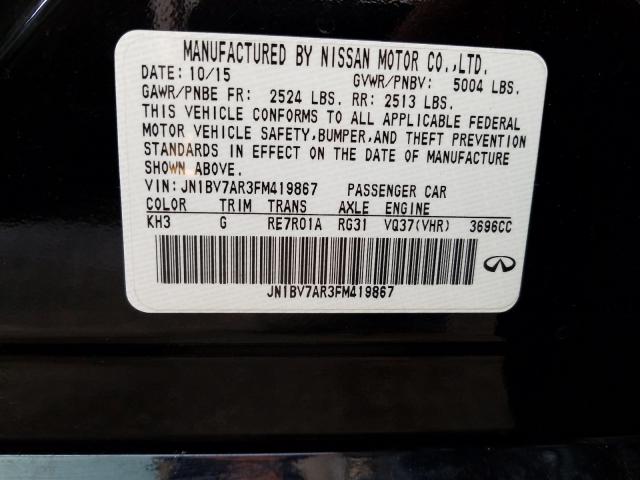 MANUFACTURED BY NISSAN MOTOR CO.,LTD.
DATE: 10/15 GVWR/PNBV: 5004 LBS.
GAWR/PNBE FR: 2524 LBS. RR: 2513 LBS.
THIS VEHICLE CONFORMS TO ALL APPLICABLE FEDERAL
MOTOR VEHICLE SAFETY,BUMPER,AND THEFT PREVENTION
STANDARDS IN EFFECT ON THE DATE OF MANUFACTURE
SHOWN ABOVE.
VIN:JN1BV7AR3FM419867 PASSENGER CAR
COLOR TRIM TRANS AXLE ENGINE
KH3 G RE7R01A RG31 VQ37(VHR) 3696CC
INFINITI
JN1BV7AR3FM419867